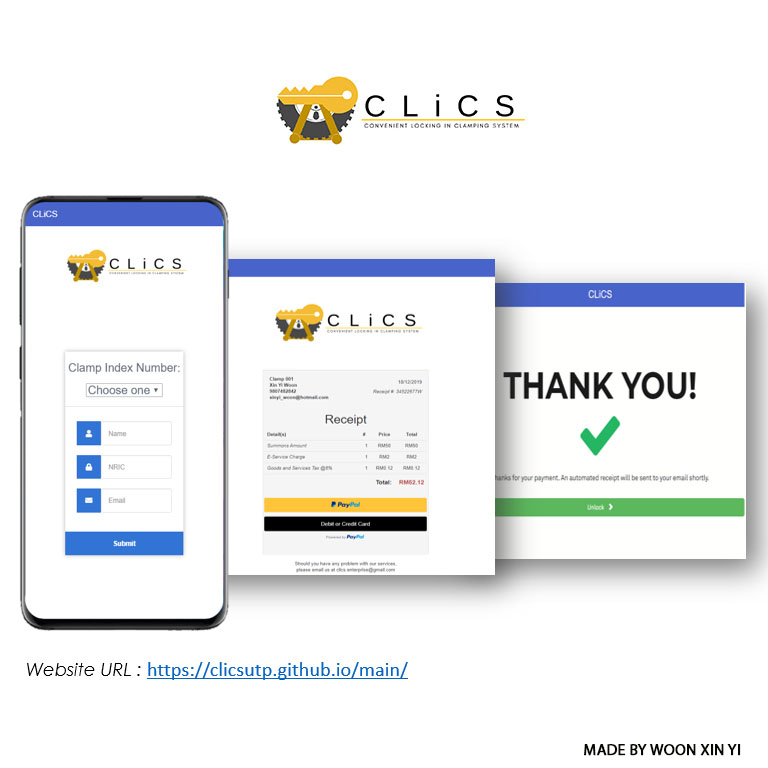 CLiCS
CONVENIENT LOCKING IN CLAMPING SYSTEM
CLiCS
CLiCS
CONVENIENT LOCKING IN CLAMPING SYSTEM
Clamp Index Number:
Choose one
Name
NRIC
Email
Submit
CLiCS
CONVENIENT LOCKING IN CLAMPING SYSTEM
Clamp 001
Xin Yi Woon
xinyi_woon@hotmail.com
18/12/2019
Receipt #: 34522677W
Receipt
Detail(s) # Price Total
Summons Amount 1 RM60 RM60
E-Service Charge 1 RM2 RM2
Goods and Services Tax @6% 1 RM0.12 RM0.12
Total: RM62.12
PayPal
Debit or Credit Card
Powered by PayPal
Should you have any problem with our services,
please email us at clics.enterprise@gmail.com
CLiCS
THANK YOU!
hanks for your payment. An automated receipt will be sent to your email shortly.
Unlock
Website URL : https://clicsutp.github.io/main/
MADE BY WOON XIN YI